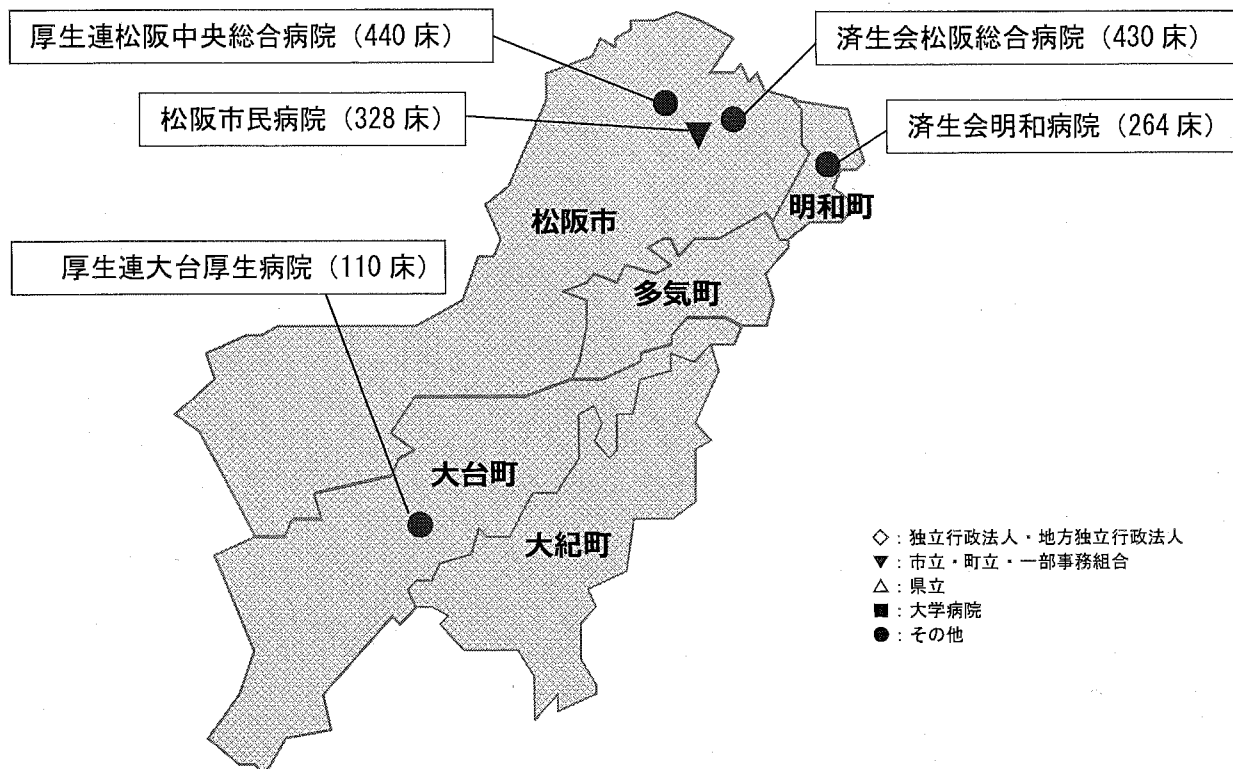 厚生連松阪中央総合病院（440 床）
済生会松阪総合病院（430 床）
松阪市民病院（328 床）
済生会明和病院（264 床）
明和町
松阪市
厚生連大台厚生病院（110 床）
多気町
大台町
大紀町
◇：独立行政法人・地方独立行政法人
▼：市立・町立・一部事務組合
△：県立
■：大学病院
●：その他